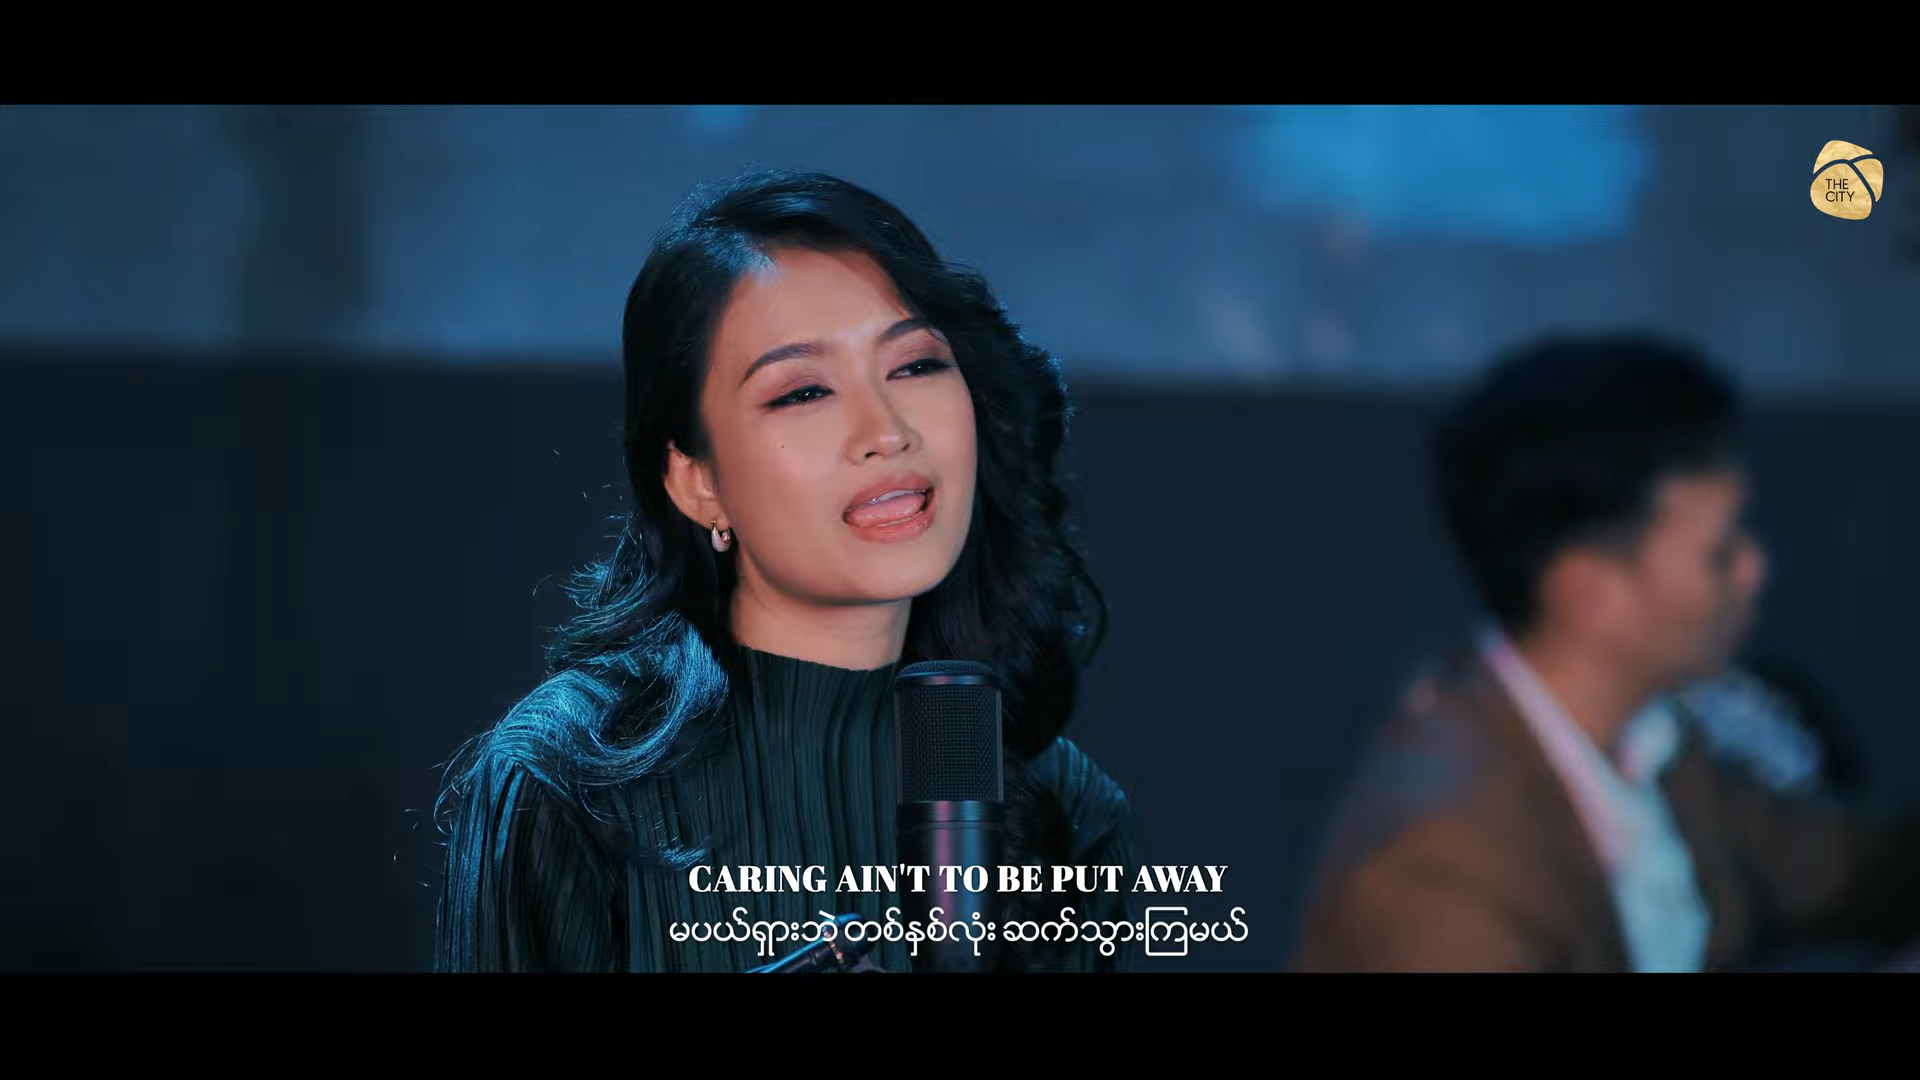 THE
CITY
CARING AIN'T TO BE PUT AWAY
မပယ်ရှားဘဲ တစ်နှစ်လုံး ဆက်သွားကြမယ်